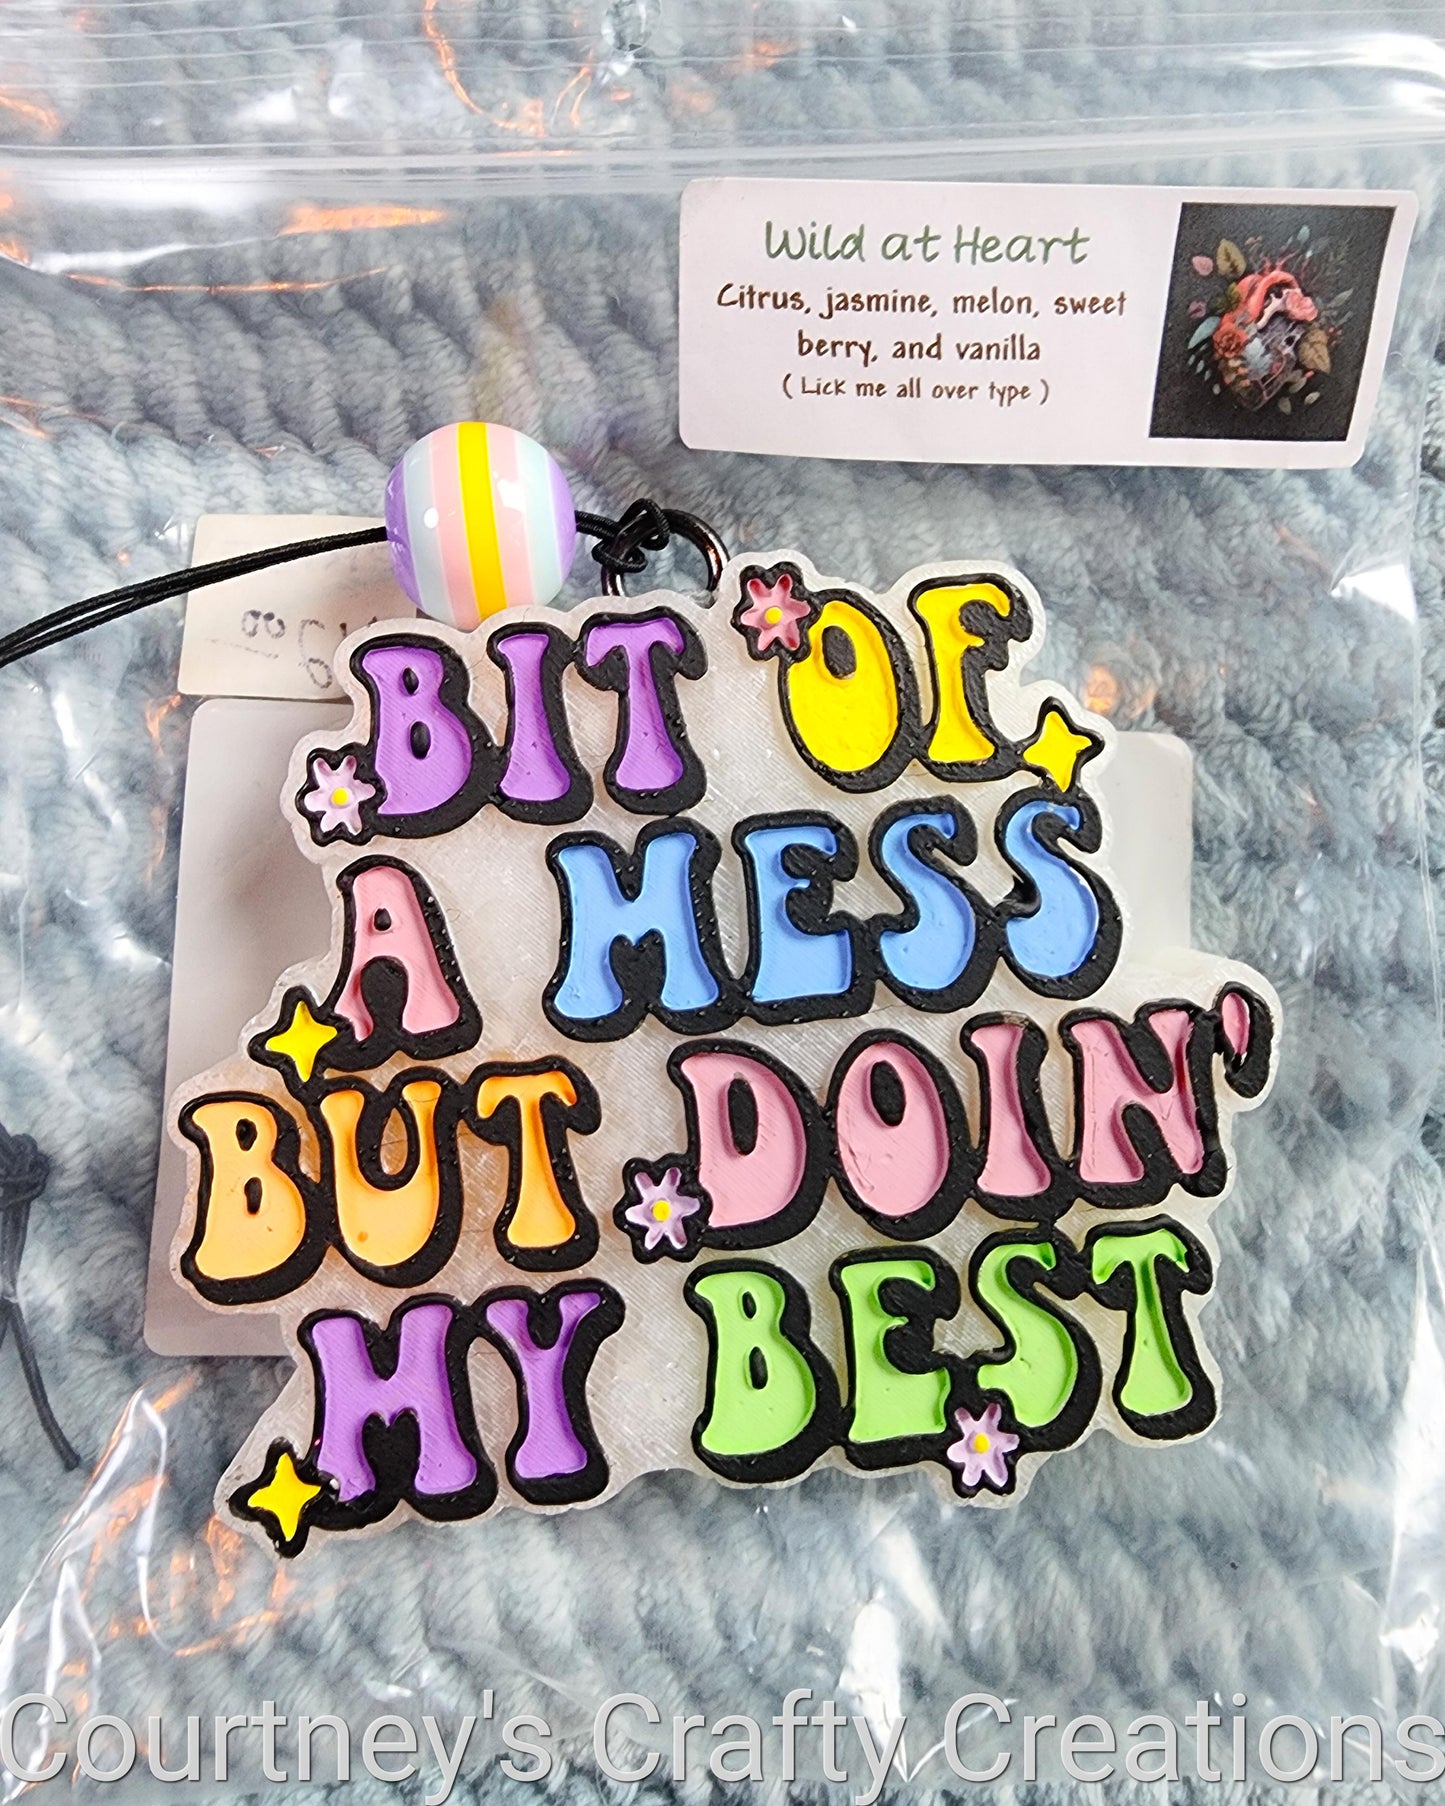 Wild at Heart
Citrus, jasmine, melon, sweet
berry, and vanilla
( Lick me all over type )
BIT OF
A MESS
BUT DOIN'
MY BEST
Courtney's Crafty Creations